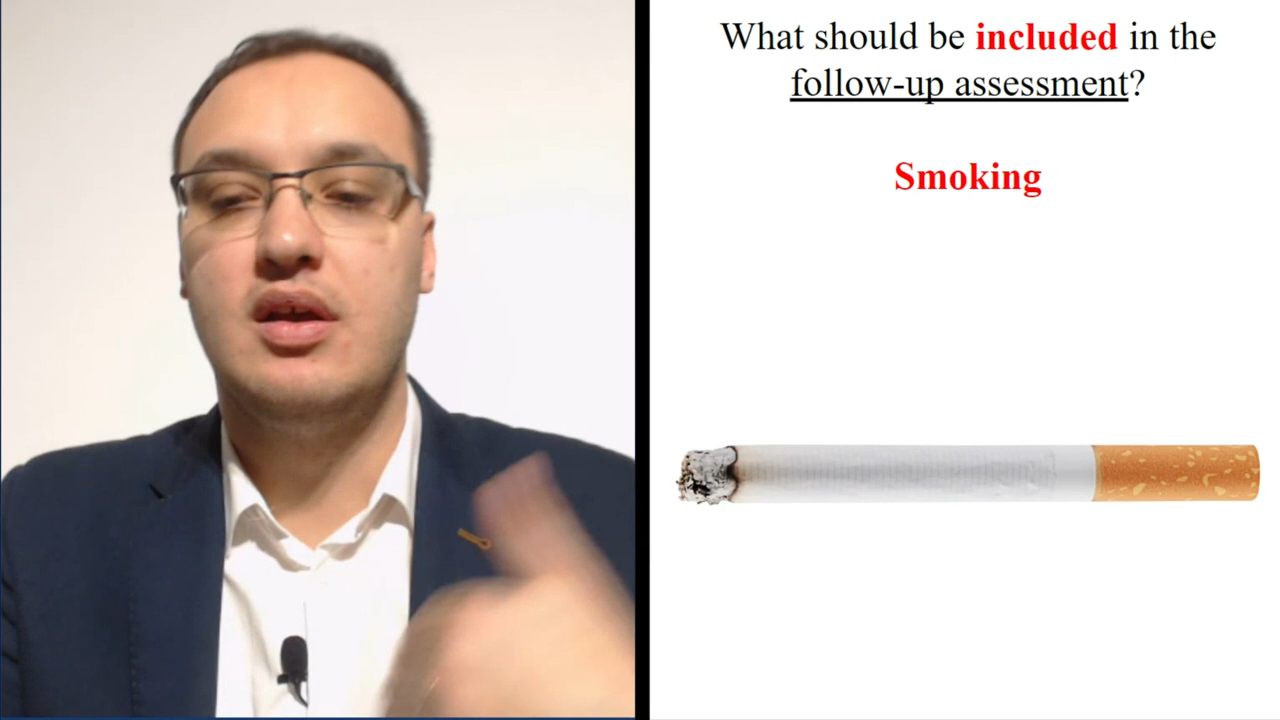 What should be included in the
follow-up assessment?
Smoking